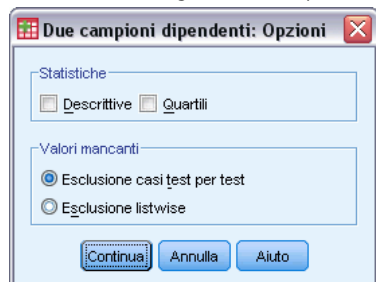 Due campioni dipendenti: Opzioni
Statistiche
Descrittive Quartili
Valori mancanti
Esclusione casi test per test
Esclusione listwise
Continua Annulla Aiuto